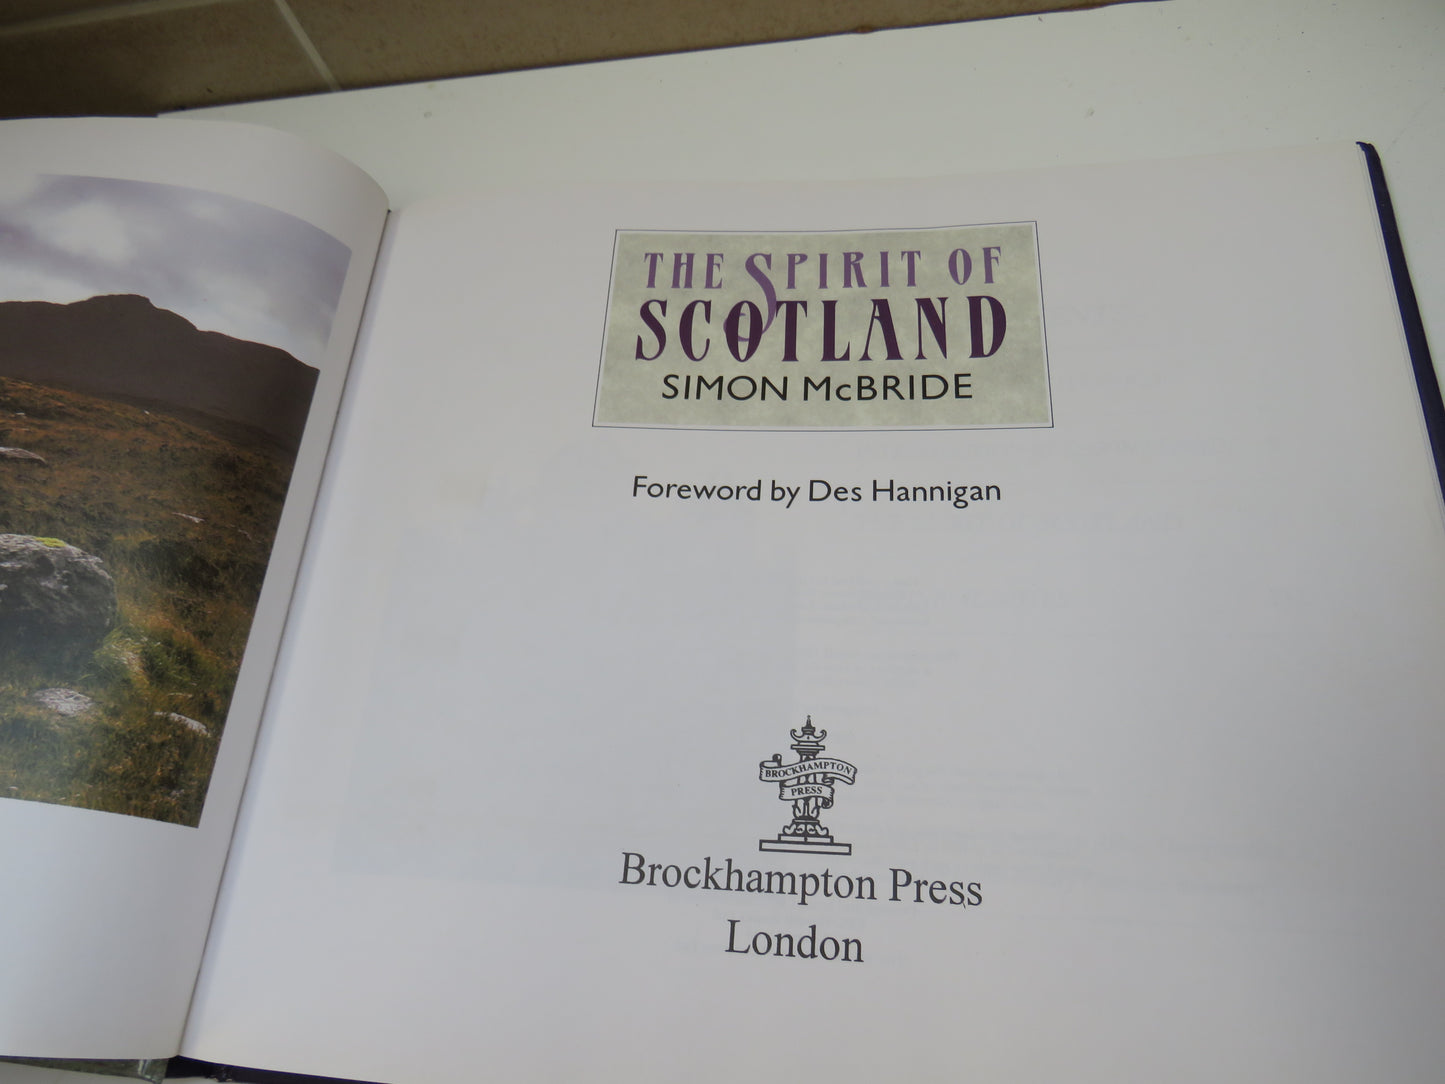 THE SPIRIT OF
SCOTLAND
SIMON McBRIDE
Foreword by Des Hannigan
BROCKHAMPTON
PRESS
Brockhampton Press
London